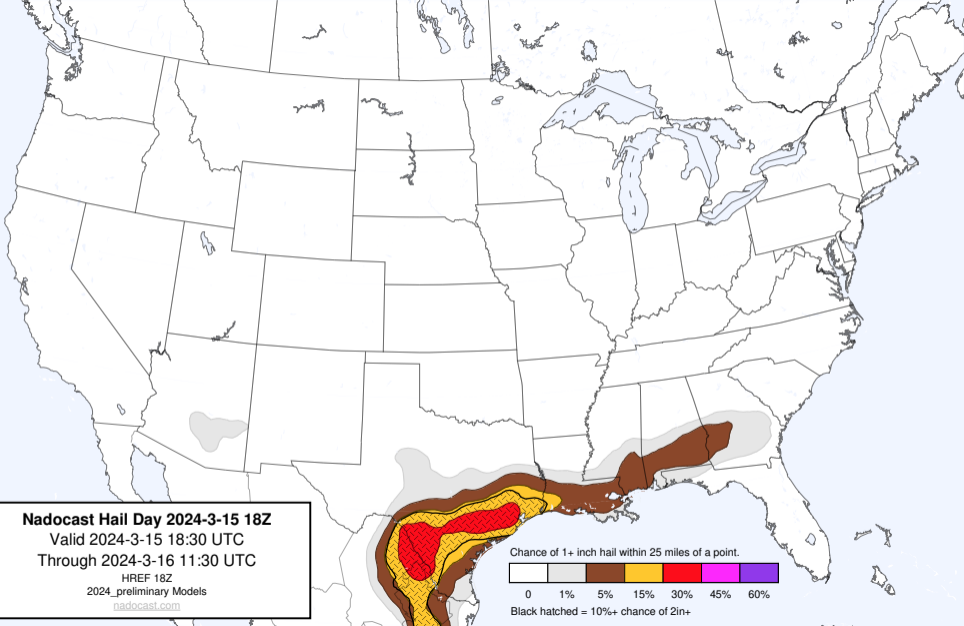 Nadocast Hail Day 2024-3-15 18Z
Valid 2024-3-15 18:30 UTC
Through 2024-3-16 11:30 UTC
HREF 18Z
2024_preliminary Models
nadocast.com
Chance of 1+ inch hail within 25 miles of a point.
0 1% 5% 15% 30% 45% 60%
Black hatched = 10%+ chance of 2in+